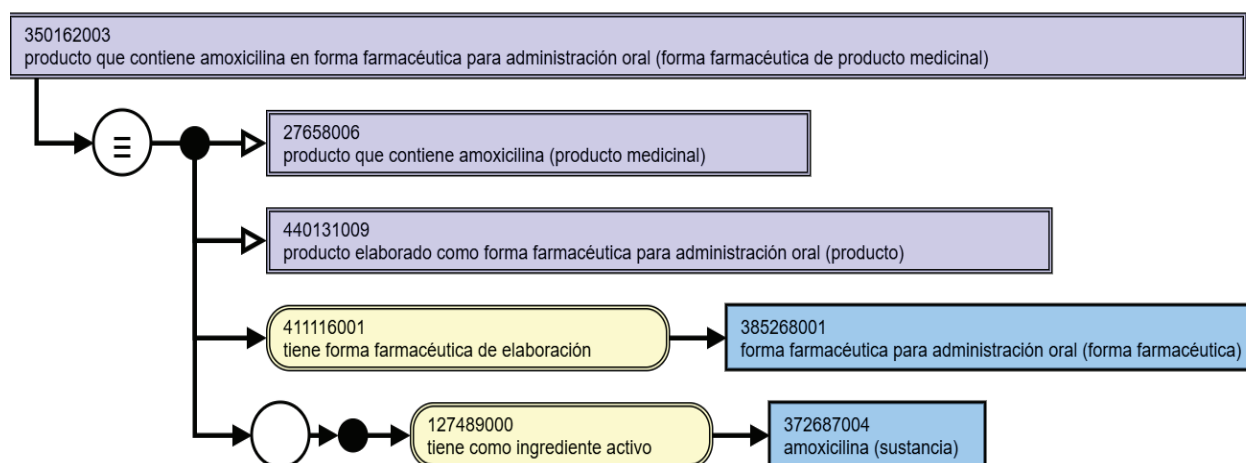 350162003
producto que contiene amoxicilina en forma farmacéutica para administración oral (forma farmacéutica de producto medicinal)
27658006
producto que contiene amoxicilina (producto medicinal)
440131009
producto elaborado como forma farmacéutica para administración oral (producto)
411116001
tiene forma farmacéutica de elaboración
385268001
forma farmacéutica para administración oral (forma farmacéutica)
127489000
tiene como ingrediente activo
372687004
amoxicilina (sustancia)